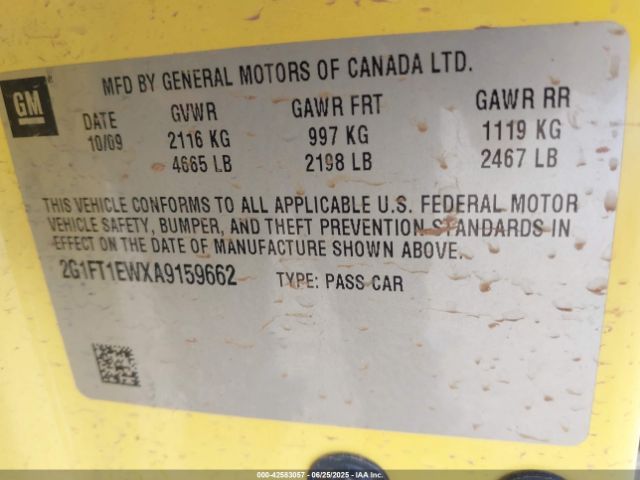 GM
MFD BY GENERAL MOTORS OF CANADA LTD.
DATE GVWR GAWR FRT GAWR RR
10/09 2116 KG 997 KG 1119 KG
4665 LB 2198 LB 2467 LB
THIS VEHICLE CONFORMS TO ALL APPLICABLE U.S. FEDERAL MOTOR
VEHICLE SAFETY, BUMPER, AND THEFT PREVENTION STANDARDS IN
EFFECT ON THE DATE OF MANUFACTURE SHOWN ABOVE.
2G1FT1EWXA9159662 TYPE: PASS CAR
000-42583057 - 06/25/2025 - IAAI.COM